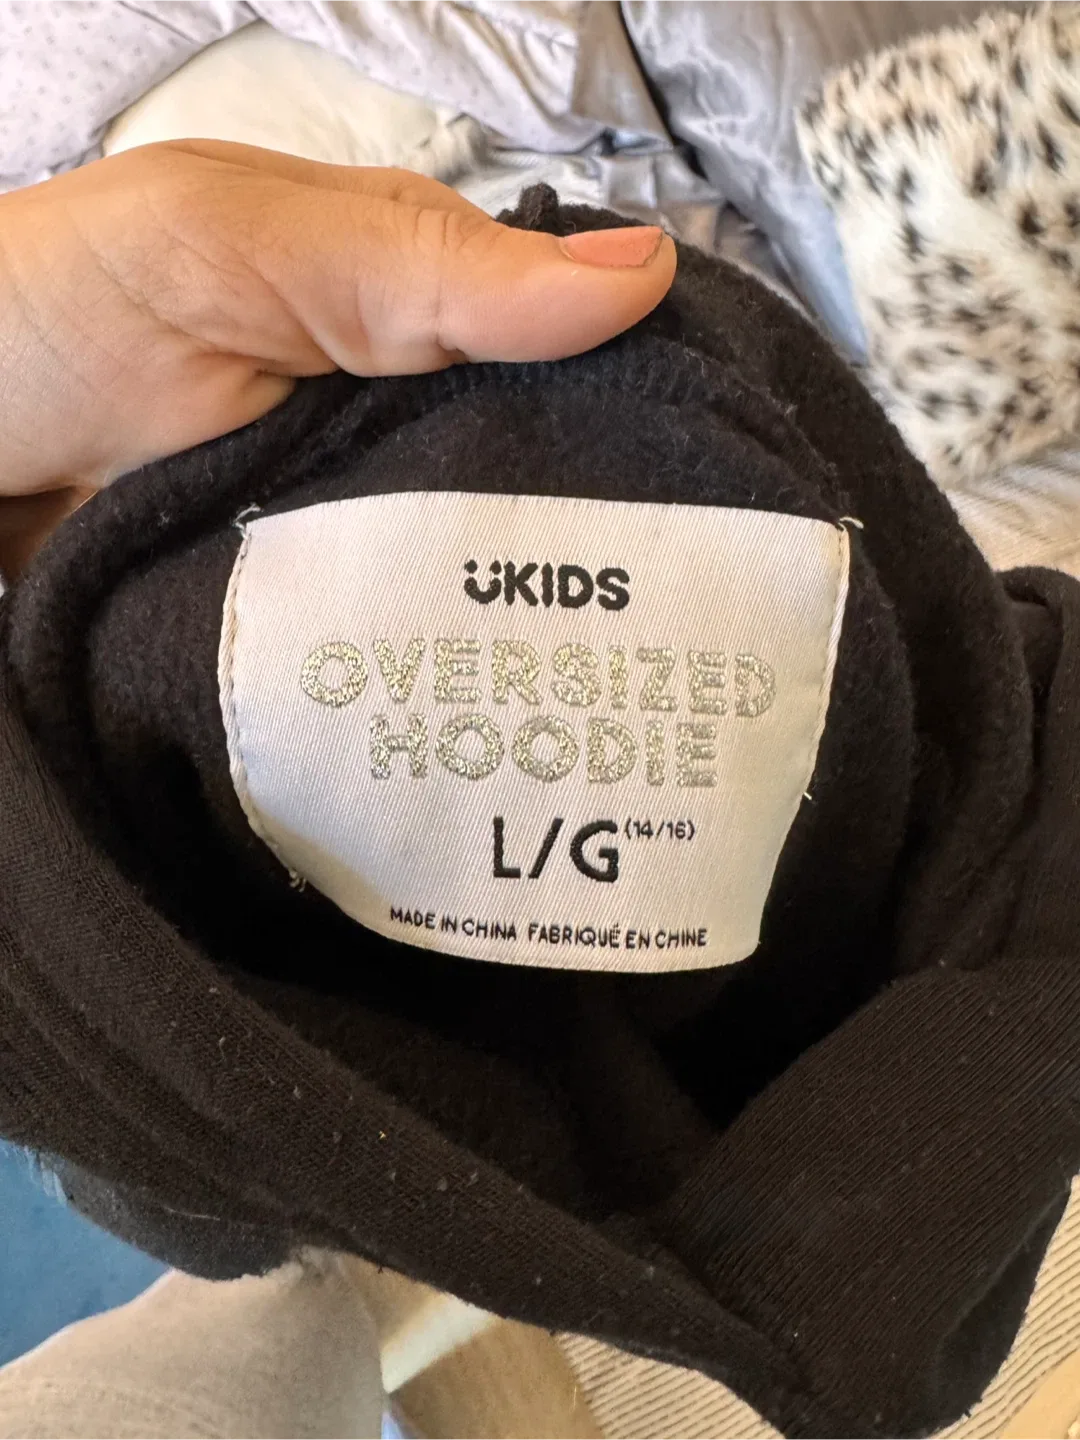 ÜKIDS
OVERSIZED
HOODIE
L/G (14/16)
MADE IN CHINA FABRIQUÉ EN CHINE